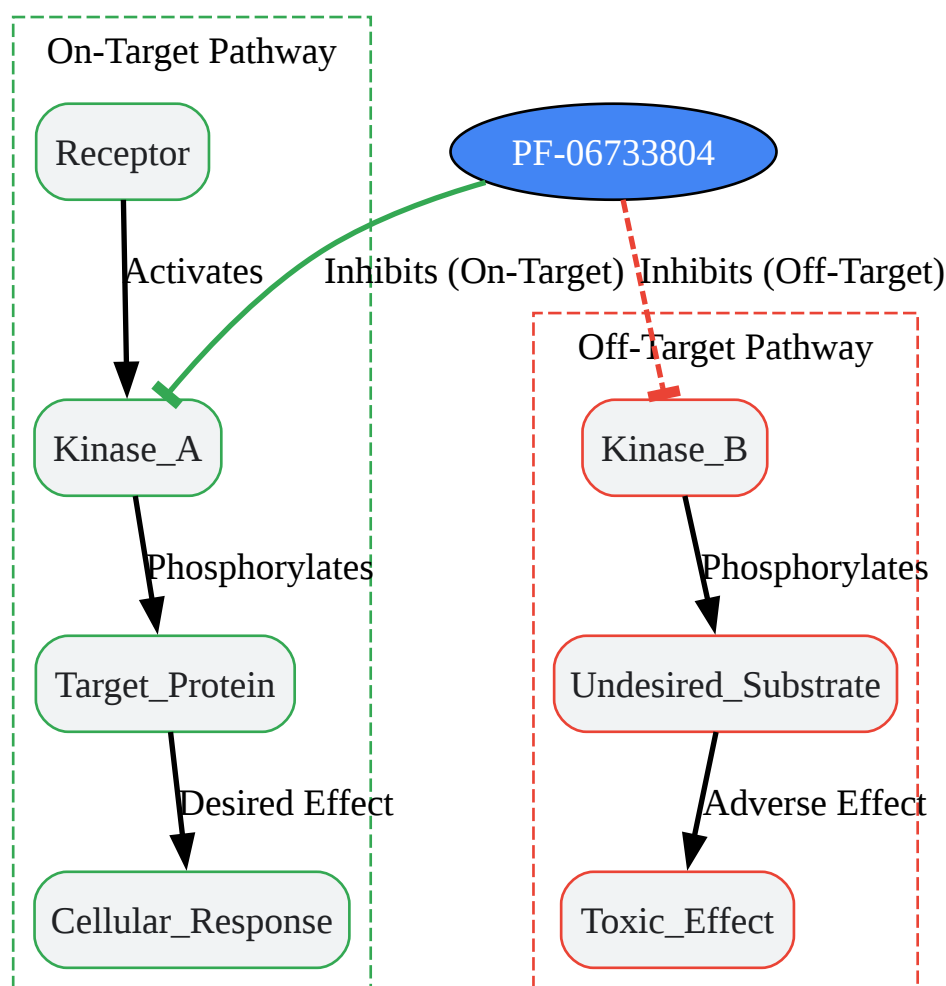 On-Target Pathway
Receptor
PF-06733804
Activates
Inhibits (On-Target)
Inhibits (Off-Target)
Off-Target Pathway
Kinase_A
Kinase_B
Phosphorylates
Phosphorylates
Target_Protein
Undesired_Substrate
Desired Effect
Adverse Effect
Cellular_Response
Toxic_Effect